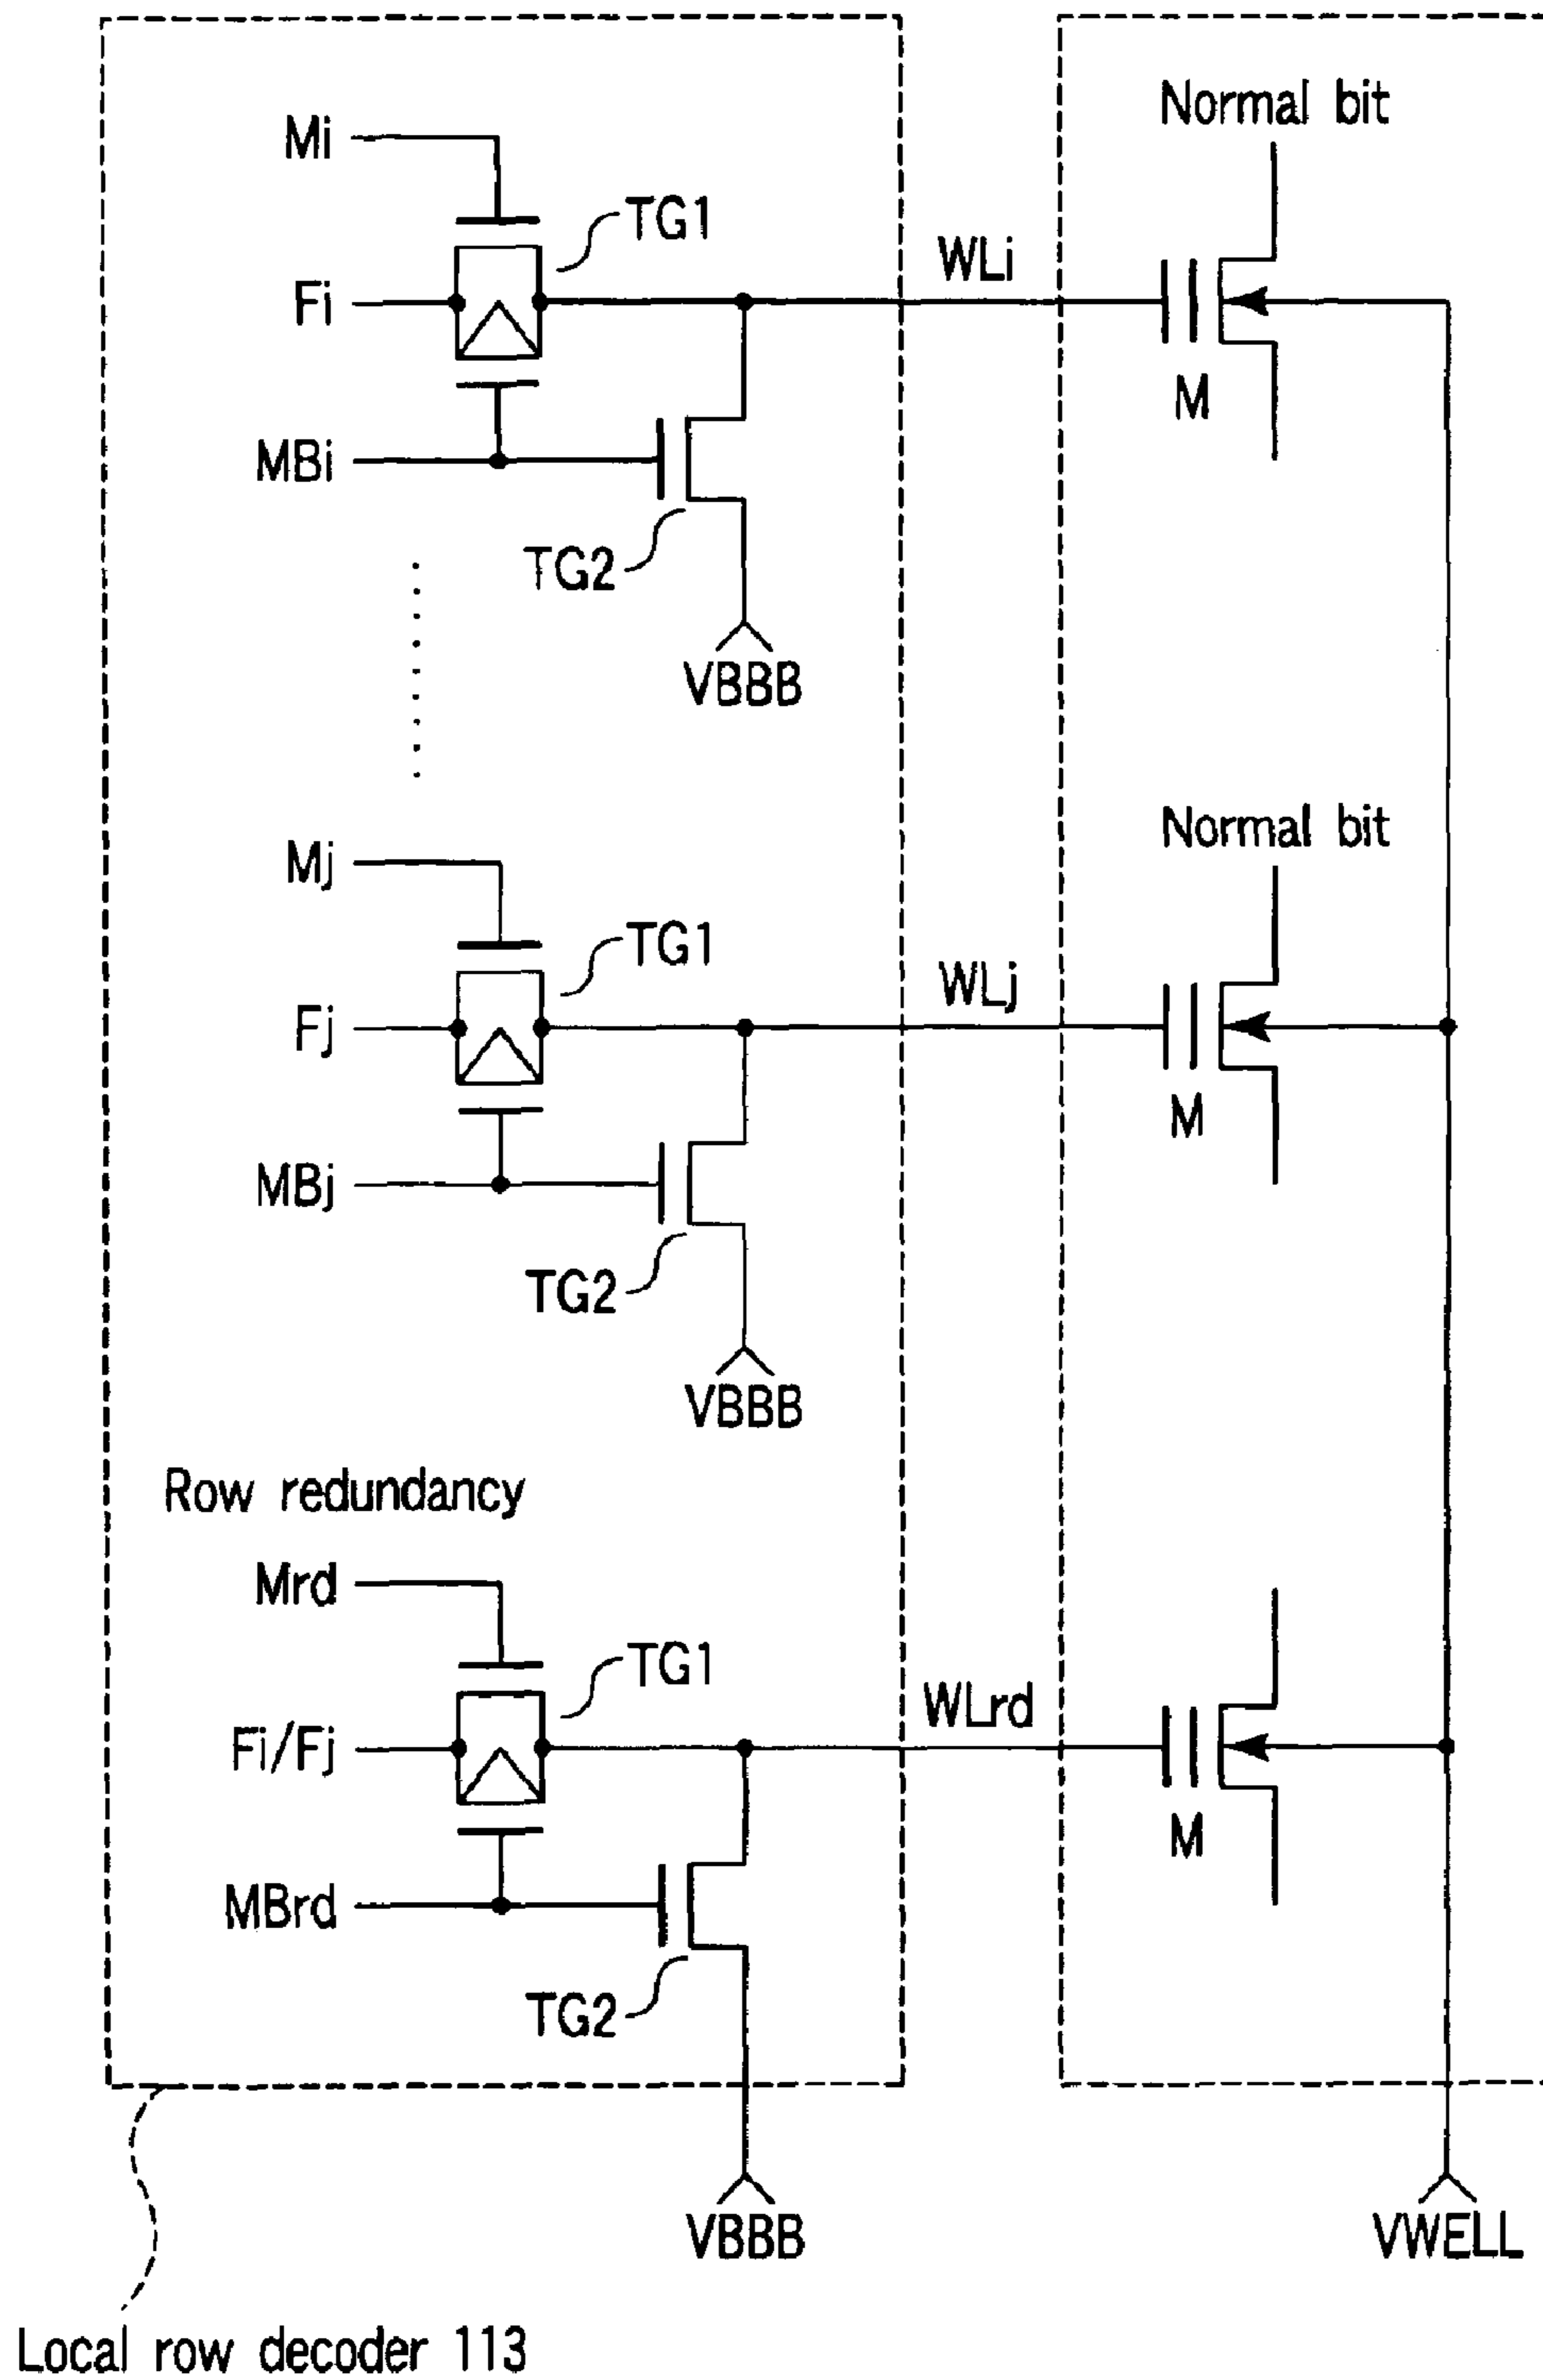 Normal bit
Mi
TG1
WLi
Fi
M
MBi
TG2
VBBB
Normal bit
Mj
TG1
WLj
Fj
M
MBj
TG2
VBBB
Row redundancy
Mrd
TG1
WLrd
Fi/Fj
M
MBrd
TG2
VBBB
VWELL
Local row decoder 113